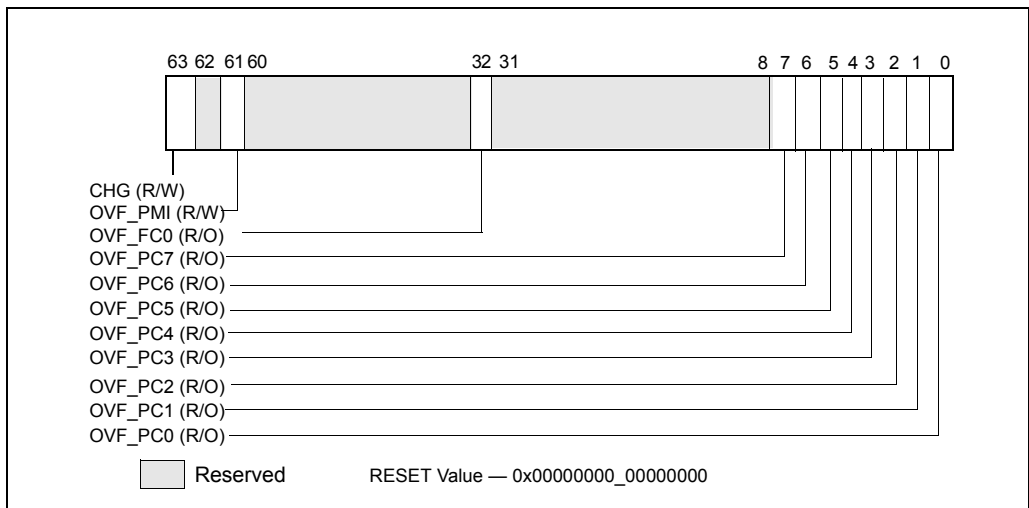 63 62 61 60 32 31 8 7 6 5 4 3 2 1 0
CHG (R/W)
OVF_PMI (R/W)
OVF_FC0 (R/O)
OVF_PC7 (R/O)
OVF_PC6 (R/O)
OVF_PC5 (R/O)
OVF_PC4 (R/O)
OVF_PC3 (R/O)
OVF_PC2 (R/O)
OVF_PC1 (R/O)
OVF_PC0 (R/O)
Reserved RESET Value — 0x00000000_00000000